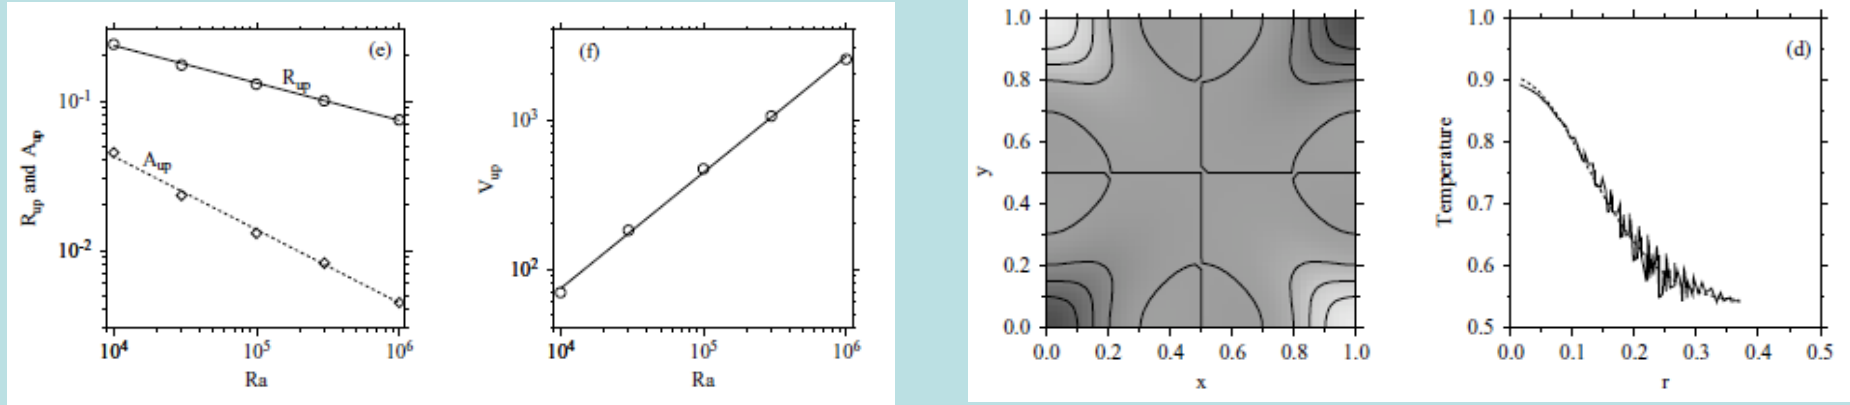 (e)
R_up
A_up
10^-1
10^-2
R_up and A_up
10^4
10^5
10^6
Ra
(f)
10^3
10^2
V_up
10^4
10^5
10^6
Ra
1.0
0.8
0.6
0.4
0.2
0.0
y
0.0 0.2 0.4 0.6 0.8 1.0
x
(d)
1.0
0.9
0.8
0.7
0.6
0.5
Temperature
0.0 0.1 0.2 0.3 0.4 0.5
r